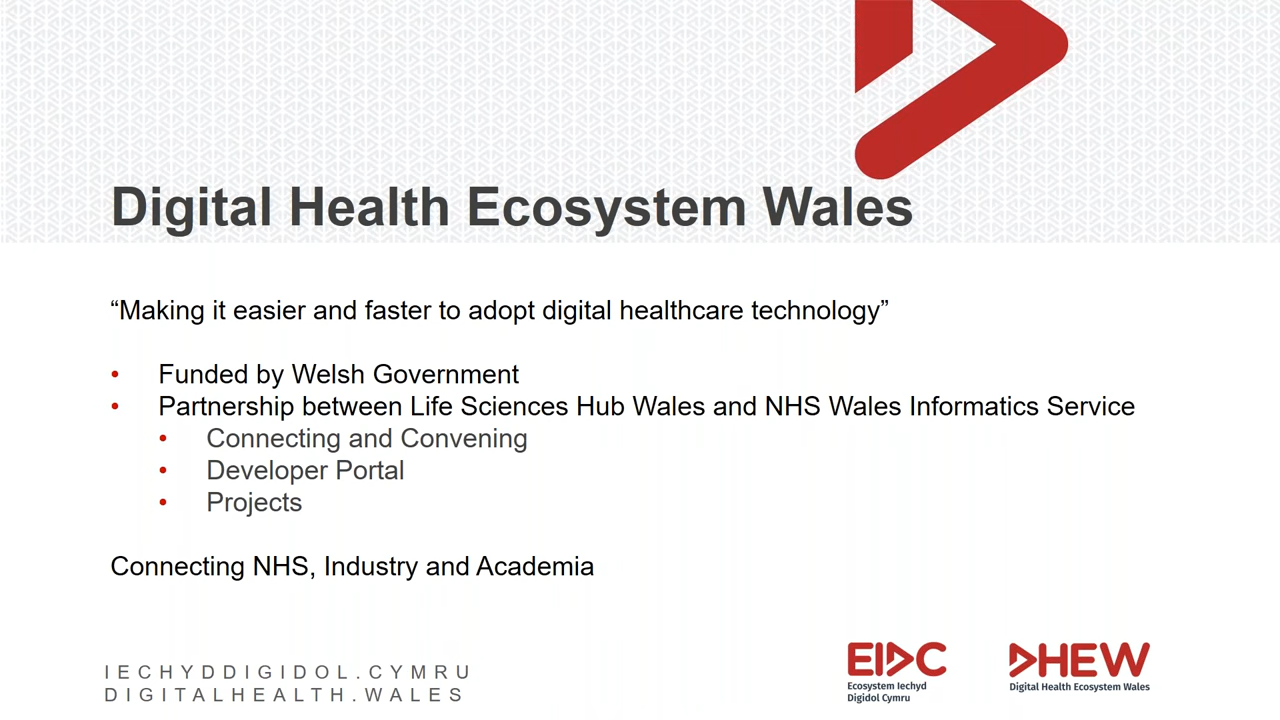 Digital Health Ecosystem Wales
“Making it easier and faster to adopt digital healthcare technology”
• Funded by Welsh Government
• Partnership between Life Sciences Hub Wales and NHS Wales Informatics Service
• Connecting and Convening
• Developer Portal
• Projects
Connecting NHS, Industry and Academia
IECHYDDIGIDOL.CYMRU
DIGITALHEALTH.WALES
EIDC
Ecosystem Iechyd
Digidol Cymru
DHEW
Digital Health Ecosystem Wales